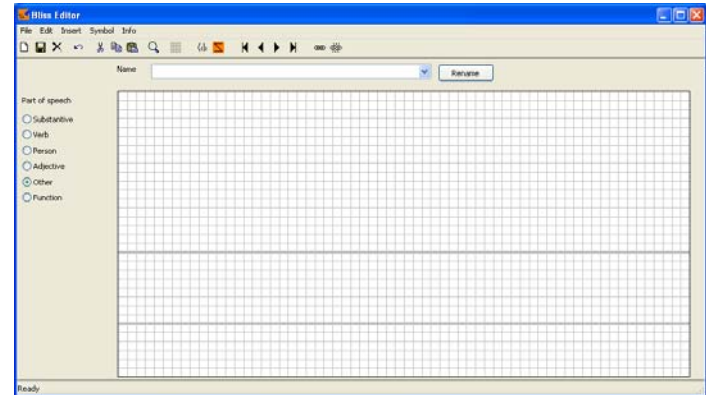 Bliss Editor
File Edit Insert Symbol Info
Name
Rename
Part of speech
Substantive
Verb
Person
Adjective
Other
Function
Ready